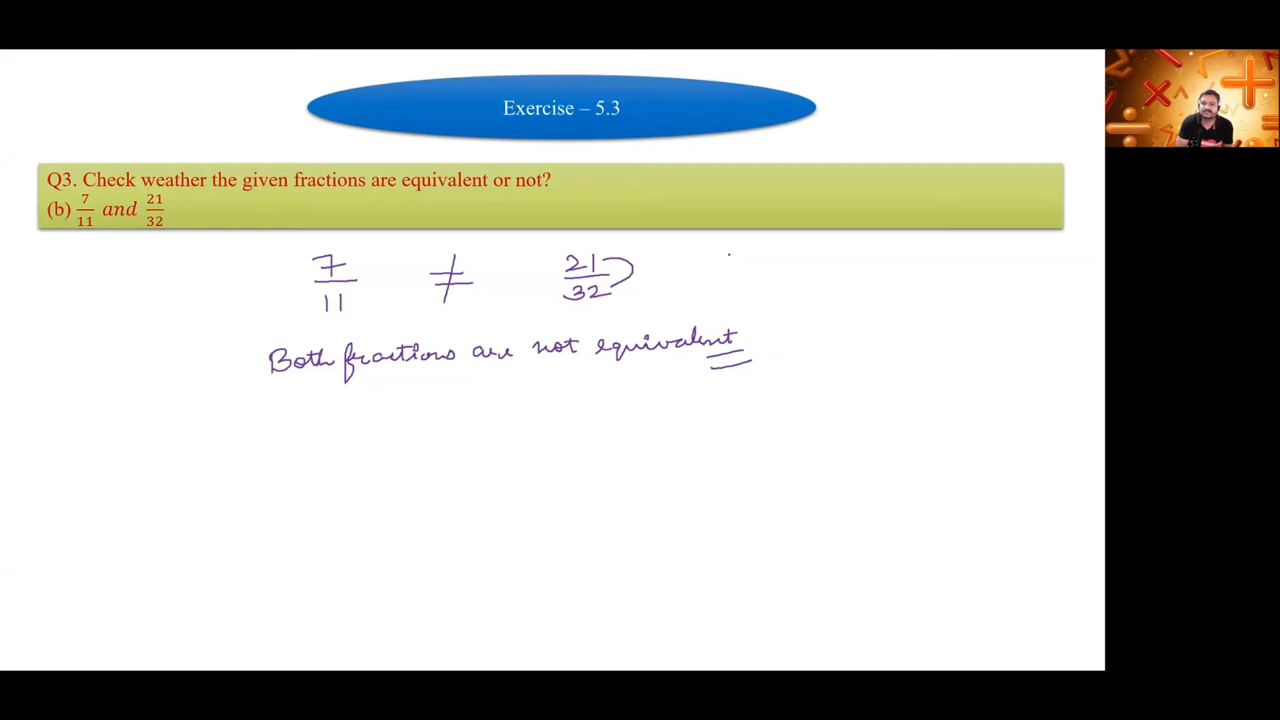 Exercise – 5.3
Q3. Check weather the given fractions are equivalent or not?
(b) 7/11 and 21/32
7/11 ≠ 21/32
Both fractions are not equivalent